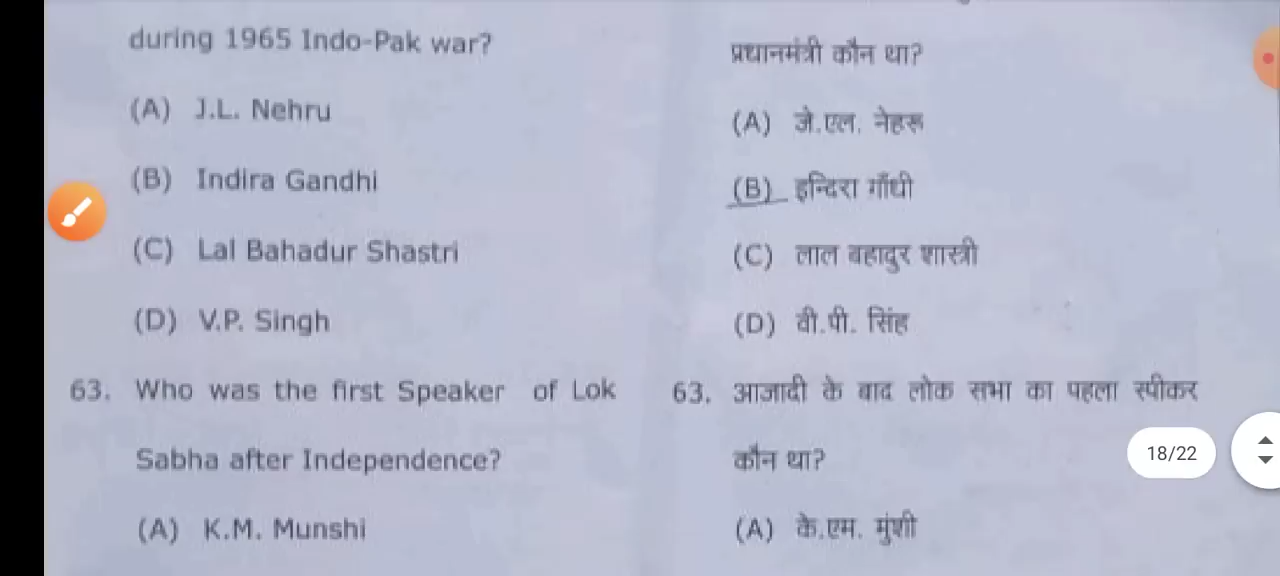 during 1965 Indo-Pak war?
(A) J.L. Nehru
(B) Indira Gandhi
(C) Lal Bahadur Shastri
(D) V.P. Singh
63. Who was the first Speaker of Lok
Sabha after Independence?
(A) K.M. Munshi
प्रधानमंत्री कौन था?
(A) जे.एल. नेहरू
(B) इन्दिरा गाँधी
(C) लाल बहादुर शास्त्री
(D) वी.पी. सिंह
63. आजादी के बाद लोक सभा का पहला स्पीकर
कौन था?
(A) के.एम. मुंशी
18/22